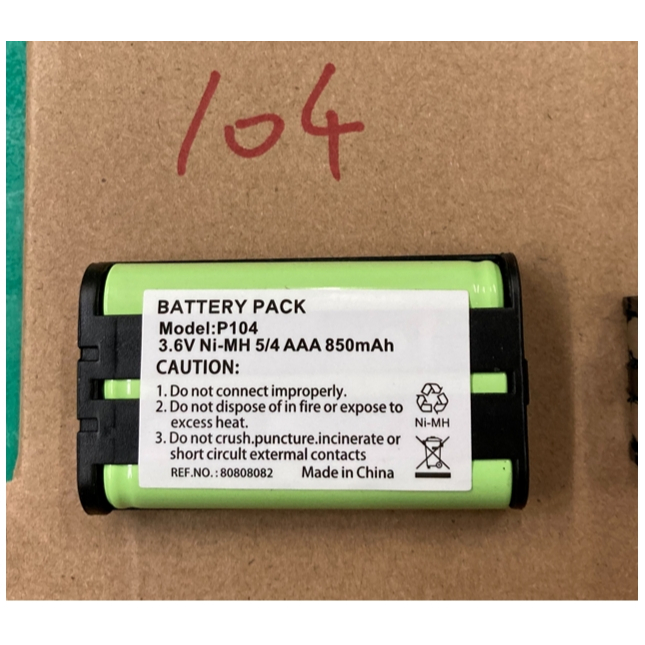 104
BATTERY PACK
Model:P104
3.6V Ni-MH 5/4 AAA 850mAh
CAUTION:
1. Do not connect improperly.
2. Do not dispose of in fire or expose to
excess heat.
3. Do not crush.puncture.incinerate or
short circuit external contacts
Ni-MH
REF.NO.:80808082 Made in China